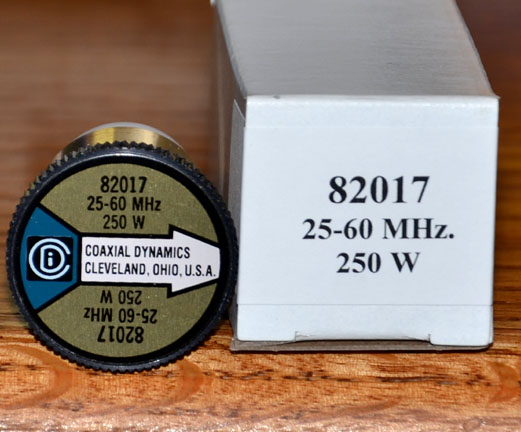 82017
25-60 MHz
250 W
COAXIAL DYNAMICS
CLEVELAND, OHIO, U.S.A.
250 W
25-60 MHz
82017
82017
25-60 MHz.
250 W